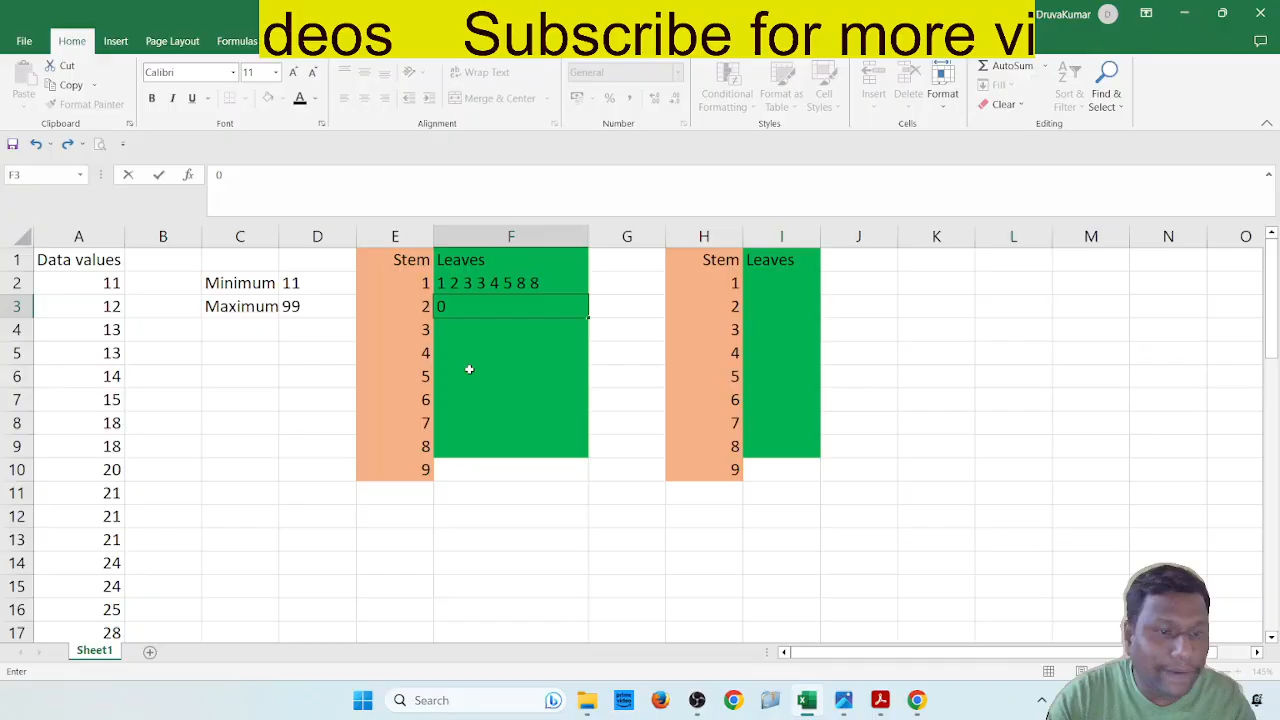 deos Subscribe for more vi
DruvaKumar D
File Home Insert Page Layout Formulas
Cut
Calibri 11
Wrap Text
General
AutoSum
Paste
Copy
Conditional Format as Cell
Insert Delete Format
Fill
Sort & Find &
Format Painter
B I U
Merge & Center
Formatting Table Styles
Clear
Filter Select
Clipboard Font Alignment Number Styles Cells Editing
F3 fx 0
A B C D E F G H I J K L M N O
1 Data values Stem Leaves Stem Leaves
2 11 Minimum 11 1 1 2 3 3 4 5 8 8 1
3 12 Maximum 99 2 0 2
4 13 3 3
5 13 4 4
6 14 5 5
7 15 6 6
8 18 7 7
9 18 8 8
10 20 9 9
11 21
12 21
13 21
14 24
15 24
16 25
17 28
Sheet1
Enter 145%
Search